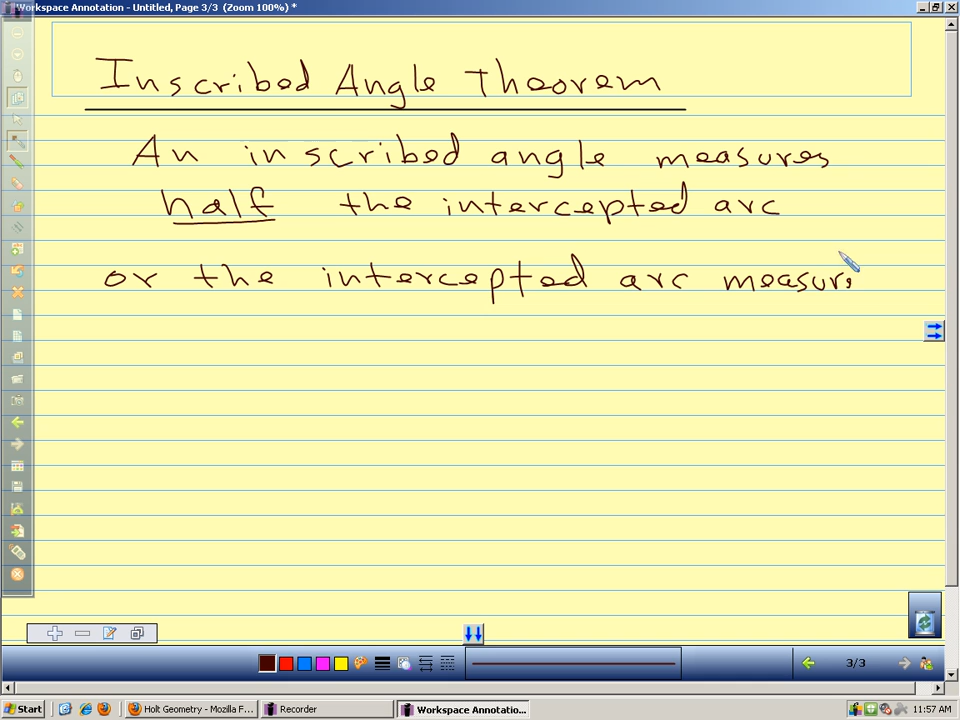 Workspace Annotation - Untitled, Page 3/3 (Zoom 100%) *
Inscribed Angle Theorem
An inscribed angle measures
half the intercepted arc
or the intercepted arc measur
3/3
Start
Holt Geometry - Mozilla F...
Recorder
Workspace Annotatio...
11:57 AM